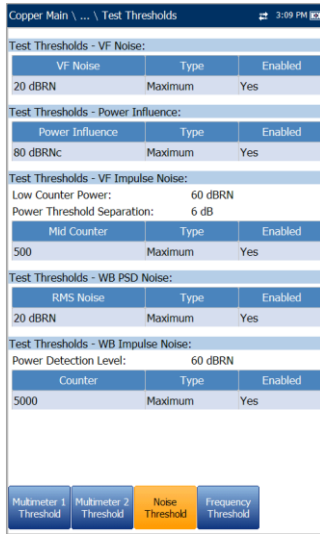 Copper Main \ ... \ Test Thresholds 3:09 PM
Test Thresholds - VF Noise:
VF Noise Type Enabled
20 dBRN Maximum Yes
Test Thresholds - Power Influence:
Power Influence Type Enabled
80 dBRNc Maximum Yes
Test Thresholds - VF Impulse Noise:
Low Counter Power: 60 dBRN
Power Threshold Separation: 6 dB
Mid Counter Type Enabled
500 Maximum Yes
Test Thresholds - WB PSD Noise:
RMS Noise Type Enabled
20 dBRN Maximum Yes
Test Thresholds - WB Impulse Noise:
Power Detection Level: 60 dBRN
Counter Type Enabled
5000 Maximum Yes
Multimeter 1 Multimeter 2 Noise Frequency
Threshold Threshold Threshold Threshold